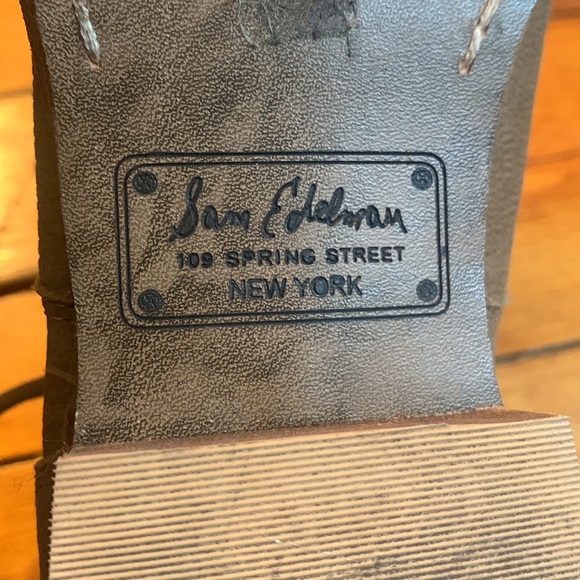 Sam Edelman
109 SPRING STREET
NEW YORK